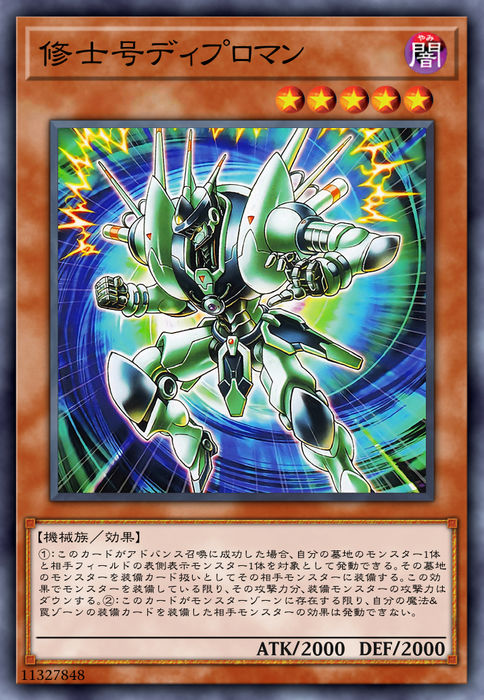 修士号ディプロマン
やみ
闇
【機械族／効果】
①:このカードがアドバンス召喚に成功した場合、自分の墓地のモンスター1体
と相手フィールドの表側表示モンスター1体を対象として発動できる。その墓地
のモンスターを装備カード扱いとしてその相手モンスターに装備する。この効
果でモンスターを装備している限り、その攻撃力分、装備モンスターの攻撃力は
ダウンする。②:このカードがモンスターゾーンに存在する限り、自分の魔法&
罠ゾーンの装備カードを装備した相手モンスターの効果は発動できない。
ATK/2000 DEF/2000
11327848